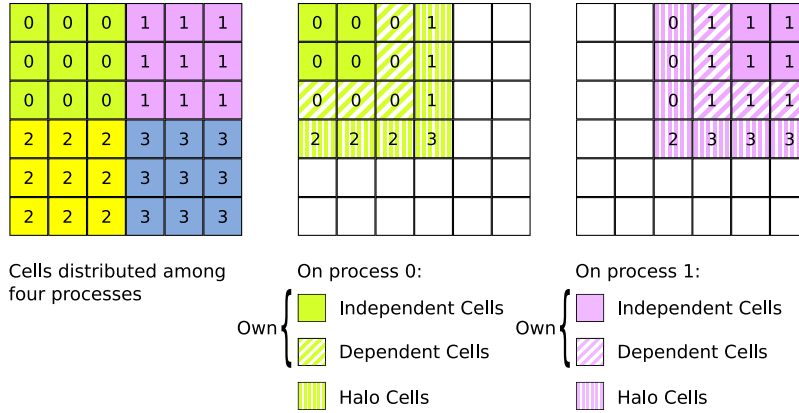 0 0 0 1 1 1 0 0 0 1 0 1 1 1
0 0 0 1 1 1 0 0 0 1 0 1 1 1
0 0 0 1 1 1 0 0 0 1 0 1 1 1
2 2 2 3 3 3 2 2 2 3 2 3 3 3
2 2 2 3 3 3
2 2 2 3 3 3
Cells distributed among
four processes
On process 0:
Own
Independent Cells
Dependent Cells
Halo Cells
On process 1:
Own
Independent Cells
Dependent Cells
Halo Cells